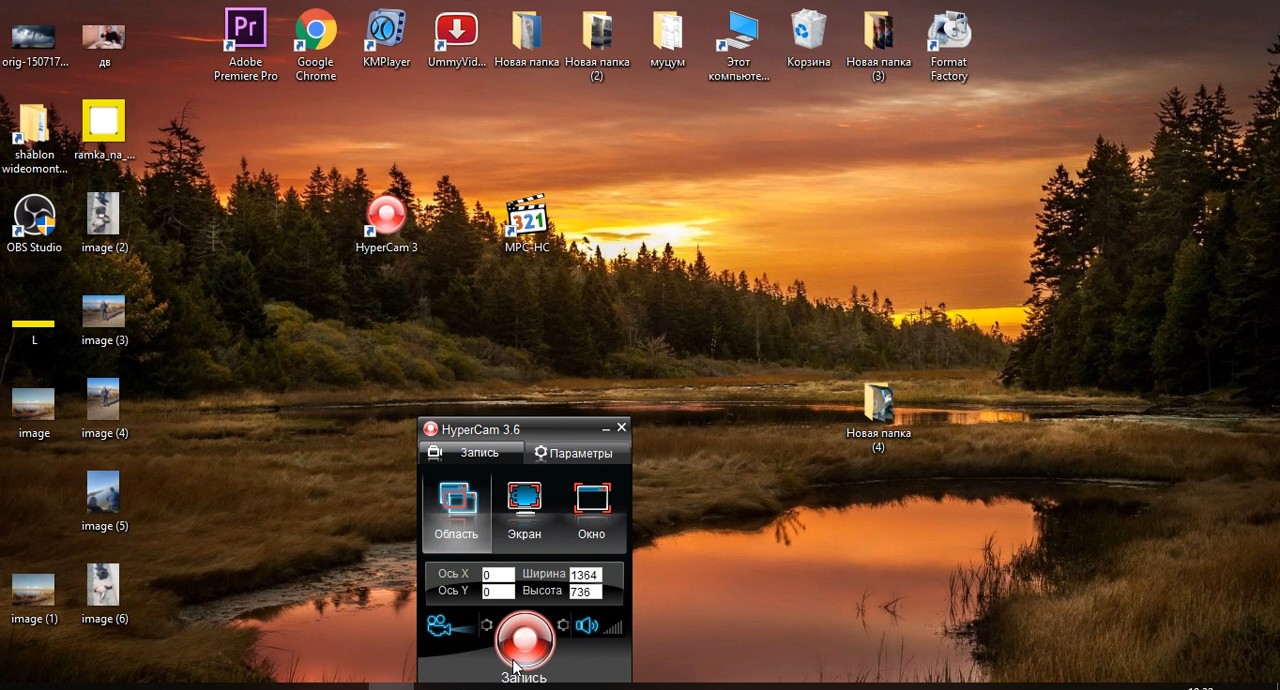 orig-150717...
дв
Adobe
Premiere Pro
Pr
Google
Chrome
KMPlayer
UmmyVid...
Новая папка
Новая папка
(2)
муцум
Этот
компьюте...
Корзина
Новая папка
(3)
Format
Factory
shablon
wideomont...
ramka_na_...
OBS Studio
image (2)
HyperCam 3
321
MPC-HC
L
image (3)
image
image (4)
Новая папка
(4)
image (5)
image (1)
image (6)
HyperCam 3.6
Запись
Параметры
Область
Экран
Окно
Ось X
0
Ширина
1364
Ось Y
0
Высота
736
Запись